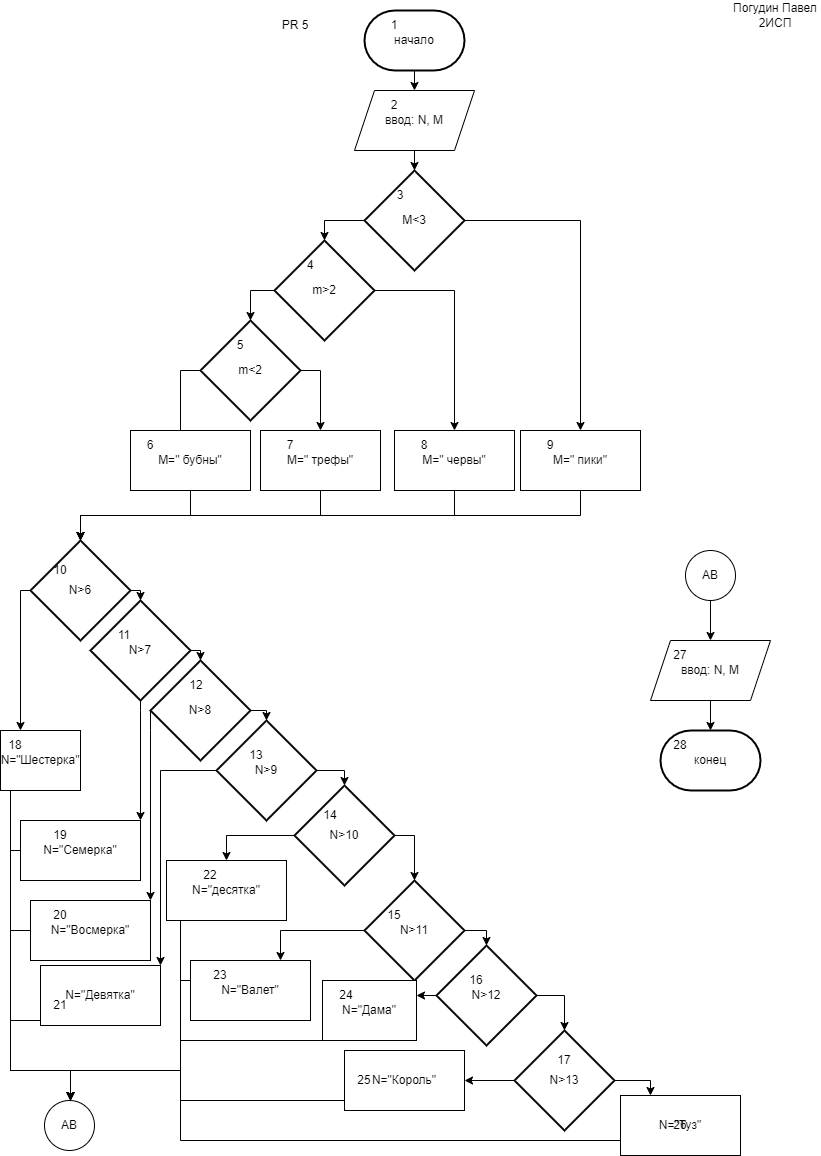 PR 5
Погудин Павел
2ИСП
1
начало
2
ввод: N, M
3
M<3
4
m>2
5
m<2
6
M=" бубны"
7
M=" трефы"
8
M=" червы"
9
M=" пики"
10
N>6
11
N>7
12
N>8
13
N>9
14
N>10
15
N>11
16
N>12
17
N>13
18
N="Шестерка"
19
N="Семерка"
20
N="Восмерка"
N="Девятка"
21
22
N="десятка"
23
N="Валет"
24
N="Дама"
25 N="Король"
N="Туз"
26
AB
AB
27
ввод: N, M
28
конец